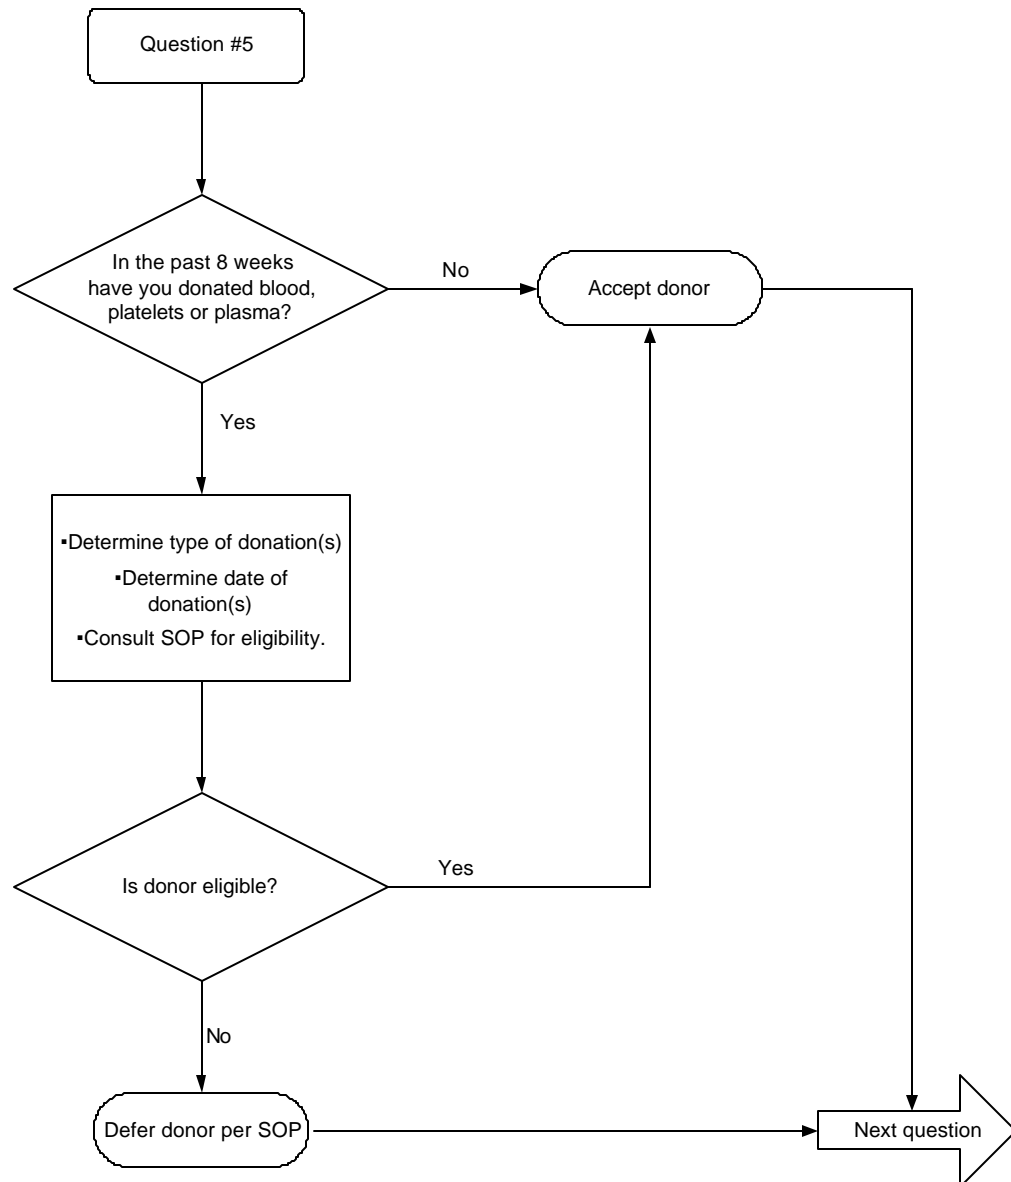 Question #5
In the past 8 weeks
have you donated blood,
platelets or plasma?
No
Accept donor
Yes
▪Determine type of donation(s)
▪Determine date of
donation(s)
▪Consult SOP for eligibility.
Is donor eligible?
Yes
No
Defer donor per SOP
Next question